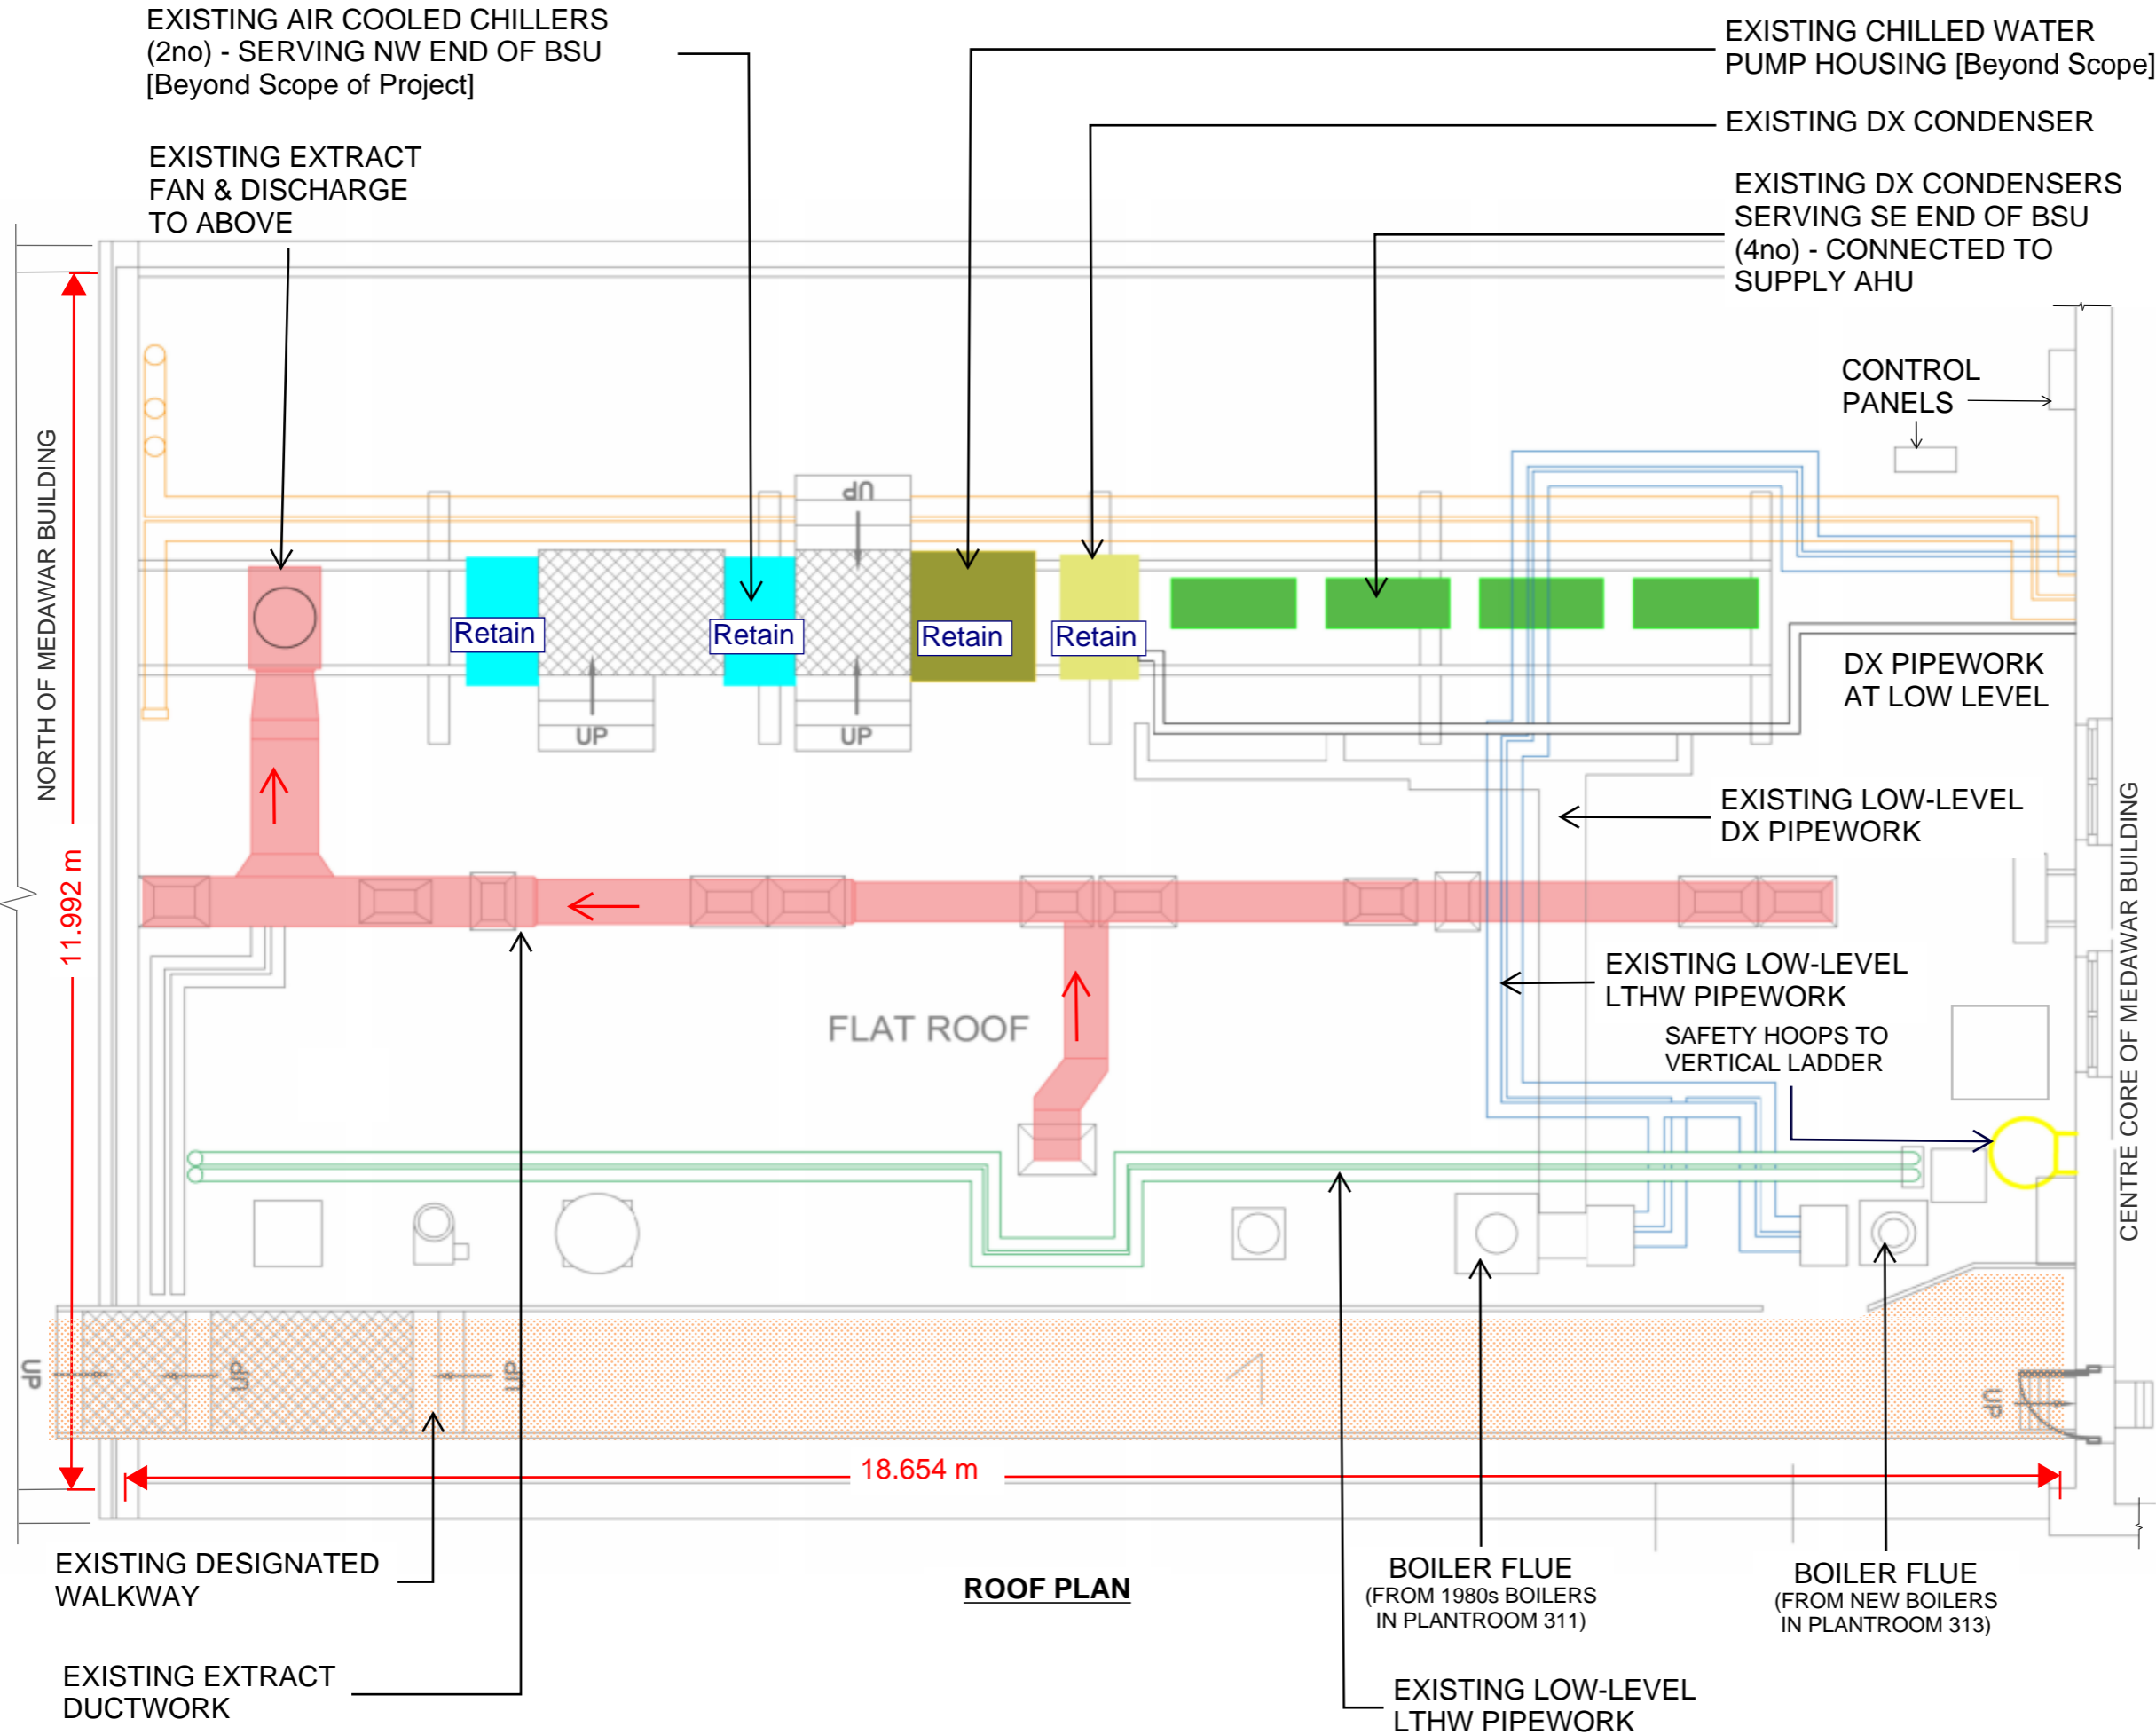 EXISTING AIR COOLED CHILLERS
(2no) - SERVING NW END OF BSU
[Beyond Scope of Project]
EXISTING CHILLED WATER
PUMP HOUSING [Beyond Scope]
EXISTING DX CONDENSER
EXISTING EXTRACT
FAN & DISCHARGE
TO ABOVE
EXISTING DX CONDENSERS
SERVING SE END OF BSU
(4no) - CONNECTED TO
SUPPLY AHU
CONTROL
PANELS
NORTH OF MEDAWAR BUILDING
UP
Retain
Retain
Retain
Retain
UP
UP
DX PIPEWORK
AT LOW LEVEL
EXISTING LOW-LEVEL
DX PIPEWORK
CENTRE CORE OF MEDAWAR BUILDING
11.992 m
EXISTING LOW-LEVEL
LTHW PIPEWORK
FLAT ROOF
SAFETY HOOPS TO
VERTICAL LADDER
UP
UP
UP
UP
18.654 m
EXISTING DESIGNATED
WALKWAY
ROOF PLAN
BOILER FLUE
(FROM 1980s BOILERS
IN PLANTROOM 311)
BOILER FLUE
(FROM NEW BOILERS
IN PLANTROOM 313)
EXISTING EXTRACT
DUCTWORK
EXISTING LOW-LEVEL
LTHW PIPEWORK